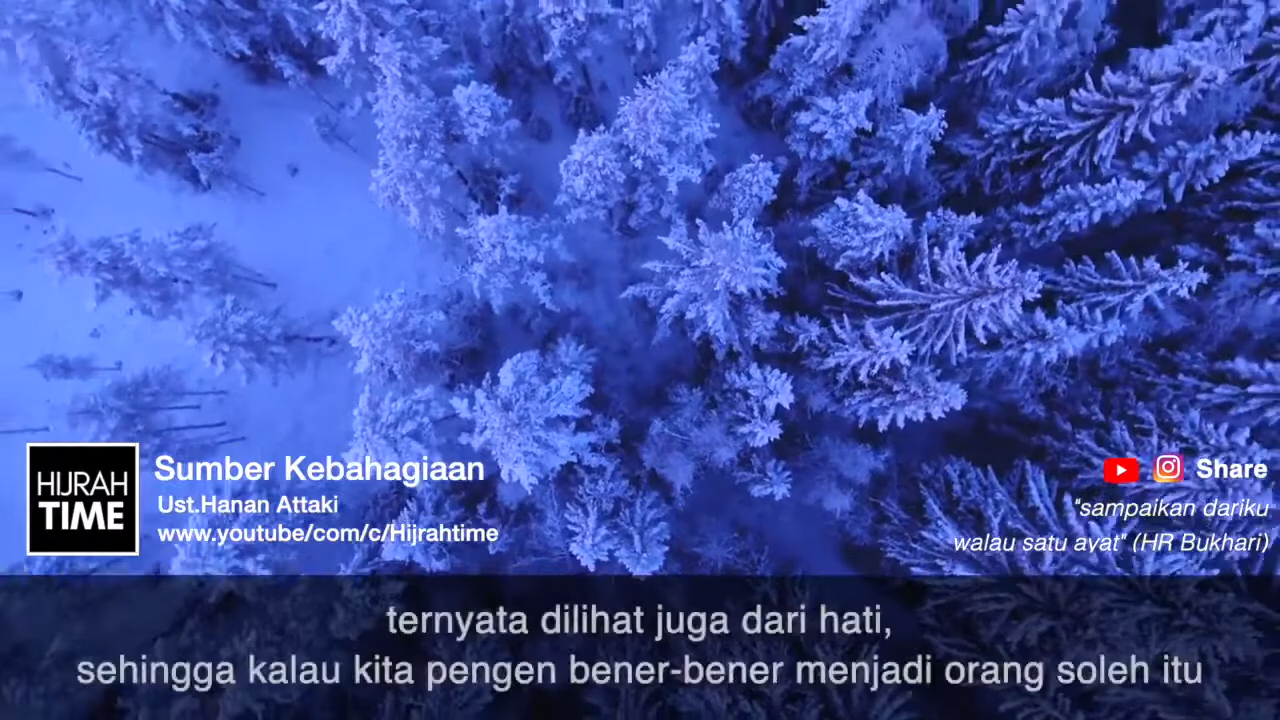 HIJRAH
TIME
Sumber Kebahagiaan
Ust.Hanan Attaki
www.youtube/com/c/Hijrahtime
Share
"sampaikan dariku
walau satu ayat" (HR Bukhari)
ternyata dilihat juga dari hati,
sehingga kalau kita pengen bener-bener menjadi orang soleh itu